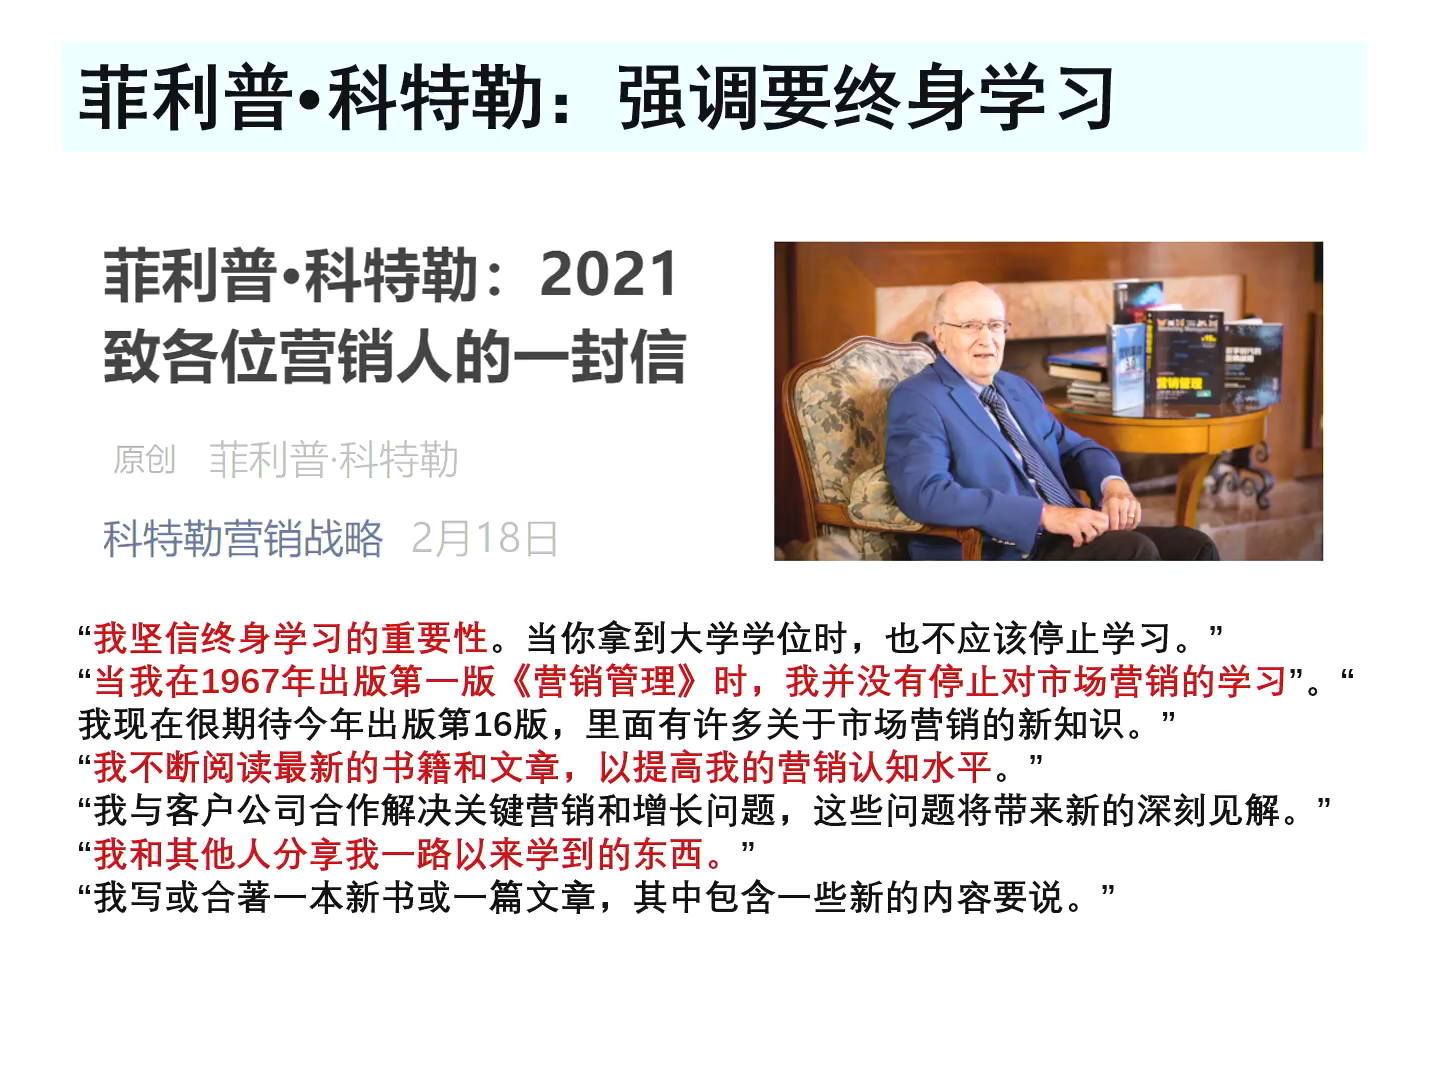 菲利普•科特勒：强调要终身学习
菲利普•科特勒：2021
致各位营销人的一封信
原创 菲利普·科特勒
科特勒营销战略 2月18日
营销管理
“我坚信终身学习的重要性。当你拿到大学学位时，也不应该停止学习。”
“当我在1967年出版第一版《营销管理》时，我并没有停止对市场营销的学习”。“
我现在很期待今年出版第16版，里面有许多关于市场营销的新知识。”
“我不断阅读最新的书籍和文章，以提高我的营销认知水平。”
“我与客户公司合作解决关键营销和增长问题，这些问题将带来新的深刻见解。”
“我和其他人分享我一路以来学到的东西。”
“我写或合著一本新书或一篇文章，其中包含一些新的内容要说。”